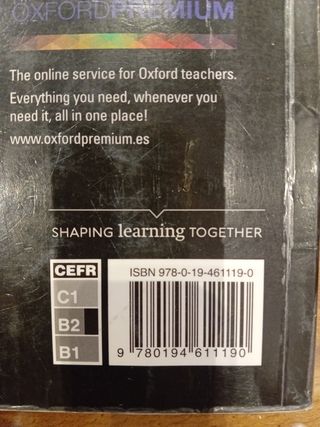 OXFORDPREMIUM
The online service for Oxford teachers.
Everything you need, whenever you
need it, all in one place!
www.oxfordpremium.es
SHAPING learning TOGETHER
CEFR
C1
B2
B1
ISBN 978-0-19-461119-0
9 780194 611190